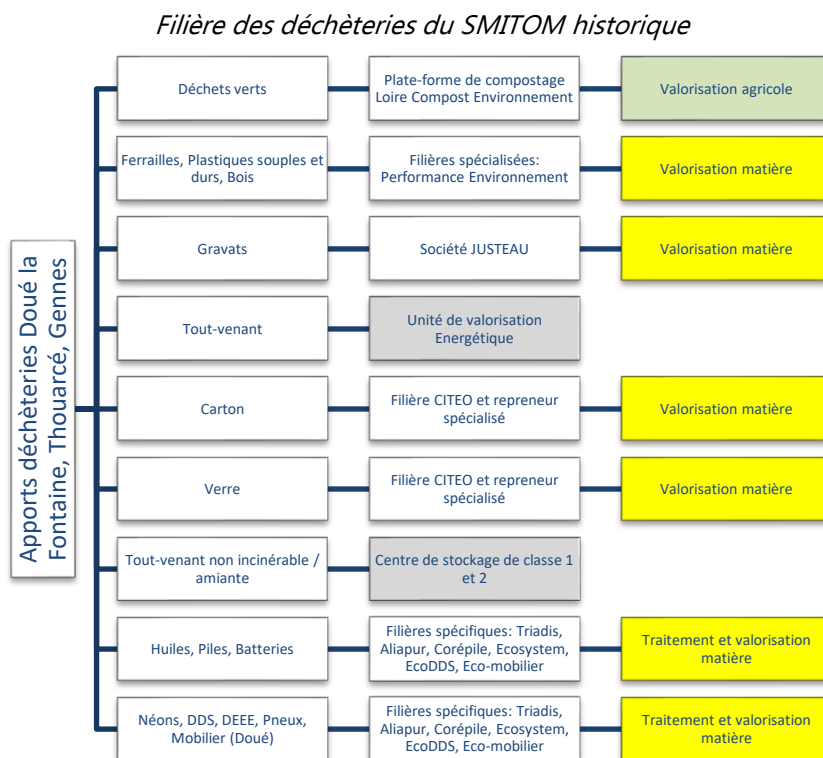 Filière des déchèteries du SMITOM historique
Apports déchèteries Doué la
Fontaine, Thouarcé, Gennes
Déchets verts
Plate-forme de compostage
Loire Compost Environnement
Valorisation agricole
Ferrailles, Plastiques souples et
durs, Bois
Filières spécialisées:
Performance Environnement
Valorisation matière
Gravats
Société JUSTEAU
Valorisation matière
Tout-venant
Unité de valorisation
Energétique
Carton
Filière CITEO et repreneur
spécialisé
Valorisation matière
Verre
Filière CITEO et repreneur
spécialisé
Valorisation matière
Tout-venant non incinérable /
amiante
Centre de stockage de classe 1
et 2
Huiles, Piles, Batteries
Filières spécifiques: Triadis,
Aliapur, Corépile, Ecosystem,
EcoDDS, Eco-mobilier
Traitement et valorisation
matière
Néons, DDS, DEEE, Pneux,
Mobilier (Doué)
Filières spécifiques: Triadis,
Aliapur, Corépile, Ecosystem,
EcoDDS, Eco-mobilier
Traitement et valorisation
matière